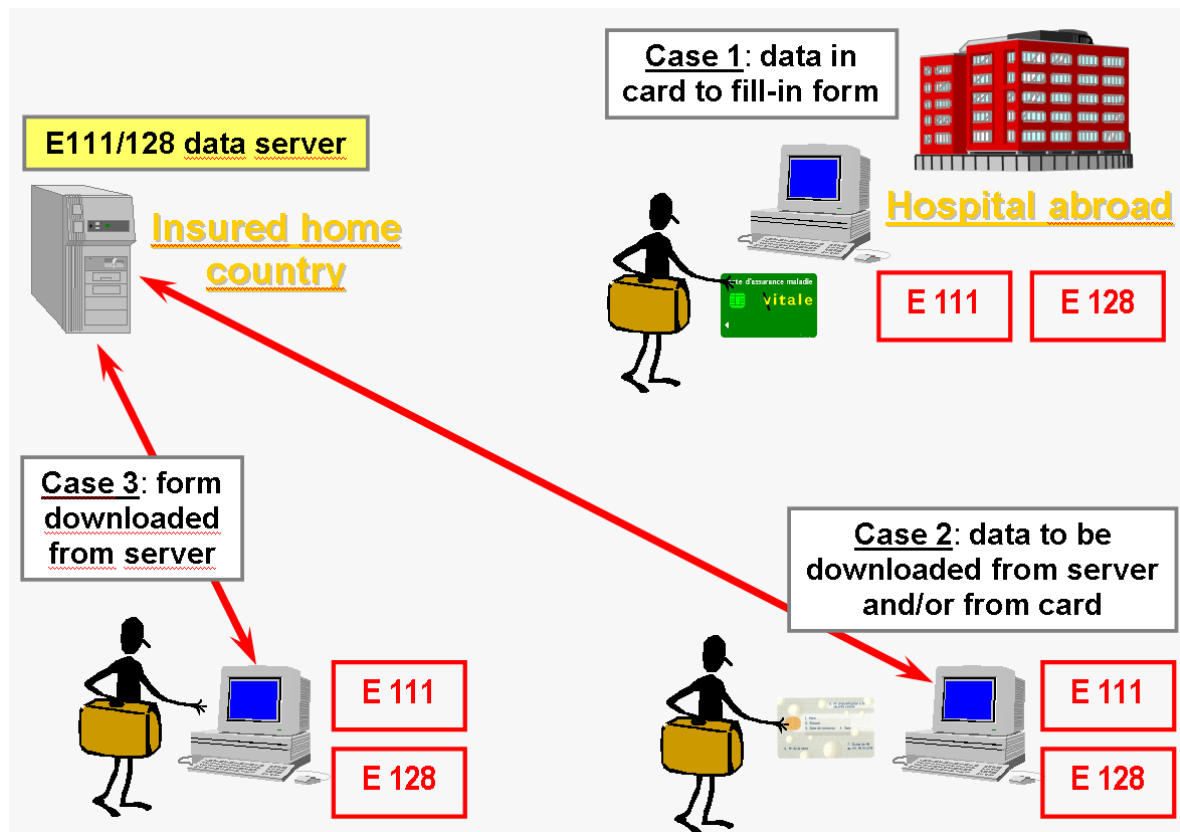 Case 1: data in
card to fill-in form
E111/128 data server
Insured home
country
Hospital abroad
d'assurance maladie
vitale
E 111
E 128
Case 3: form
downloaded
from server
Case 2: data to be
downloaded from server
and/or from card
E 111
E 128
E 111
E 128